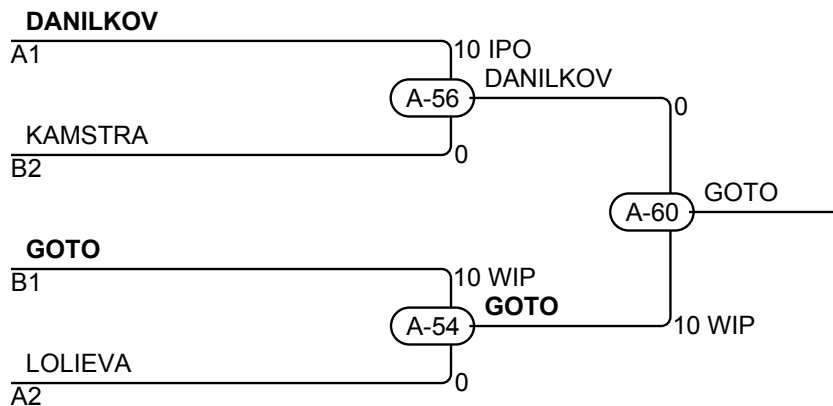 DANILKOV
A1
10 IPO
A-56
DANILKOV
0
KAMSTRA
B2
0
A-60
GOTO
GOTO
B1
10 WIP
A-54
GOTO
10 WIP
LOLIEVA
A2
0